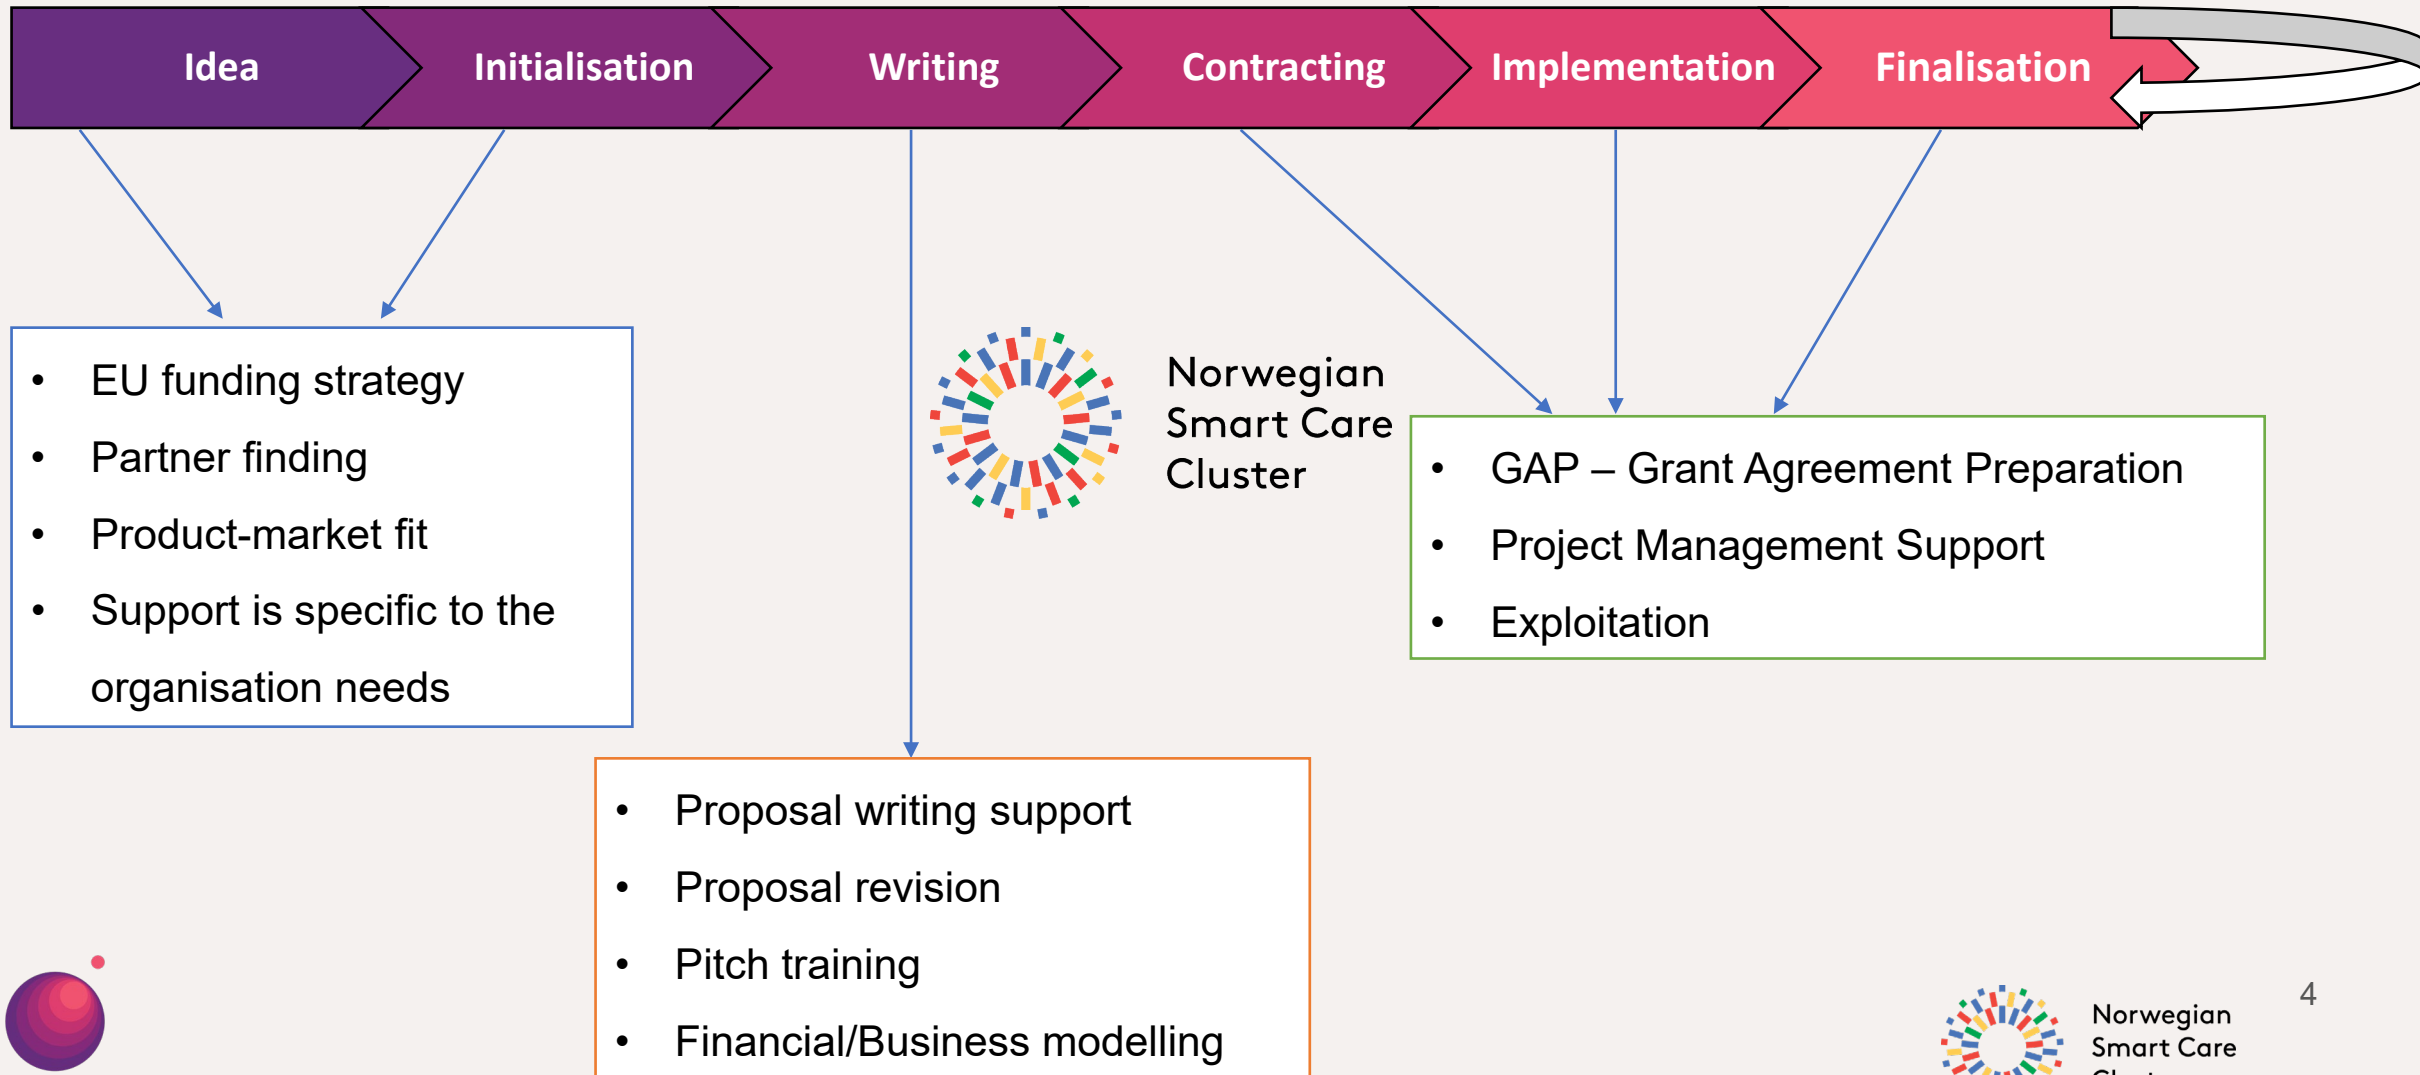 Idea
Initialisation
Writing
Contracting
Implementation
Finalisation
• EU funding strategy
• Partner finding
• Product-market fit
• Support is specific to the
organisation needs
Norwegian
Smart Care
Cluster
• GAP – Grant Agreement Preparation
• Project Management Support
• Exploitation
• Proposal writing support
• Proposal revision
• Pitch training
• Financial/Business modelling
4
Norwegian
Smart Care